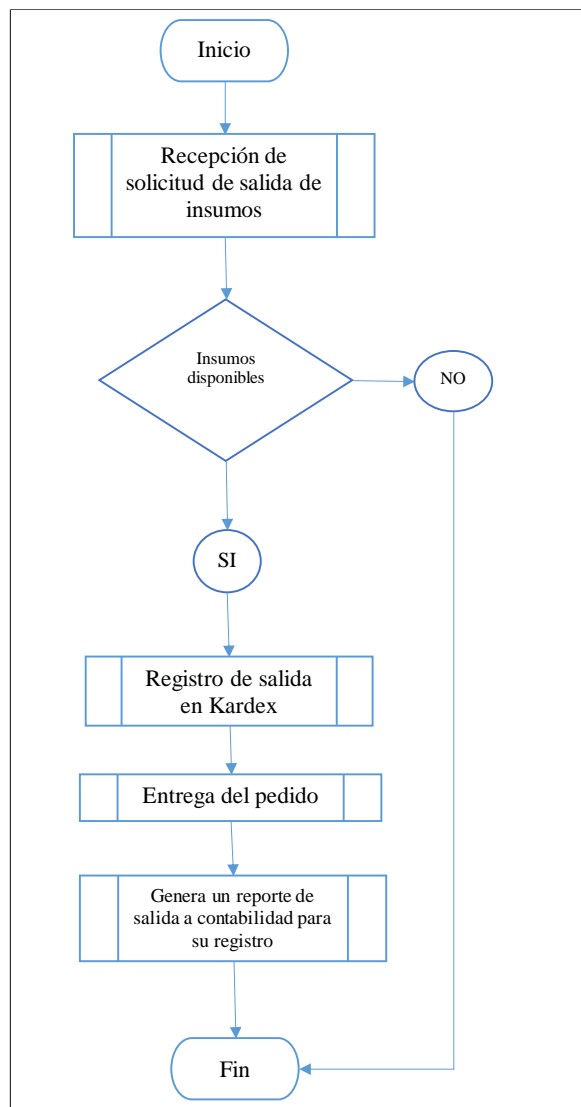 Inicio
Recepción de
solicitud de salida de
insumos
Insumos
disponibles
NO
SI
Registro de salida
en Kardex
Entrega del pedido
Genera un reporte de
salida a contabilidad para
su registro
Fin